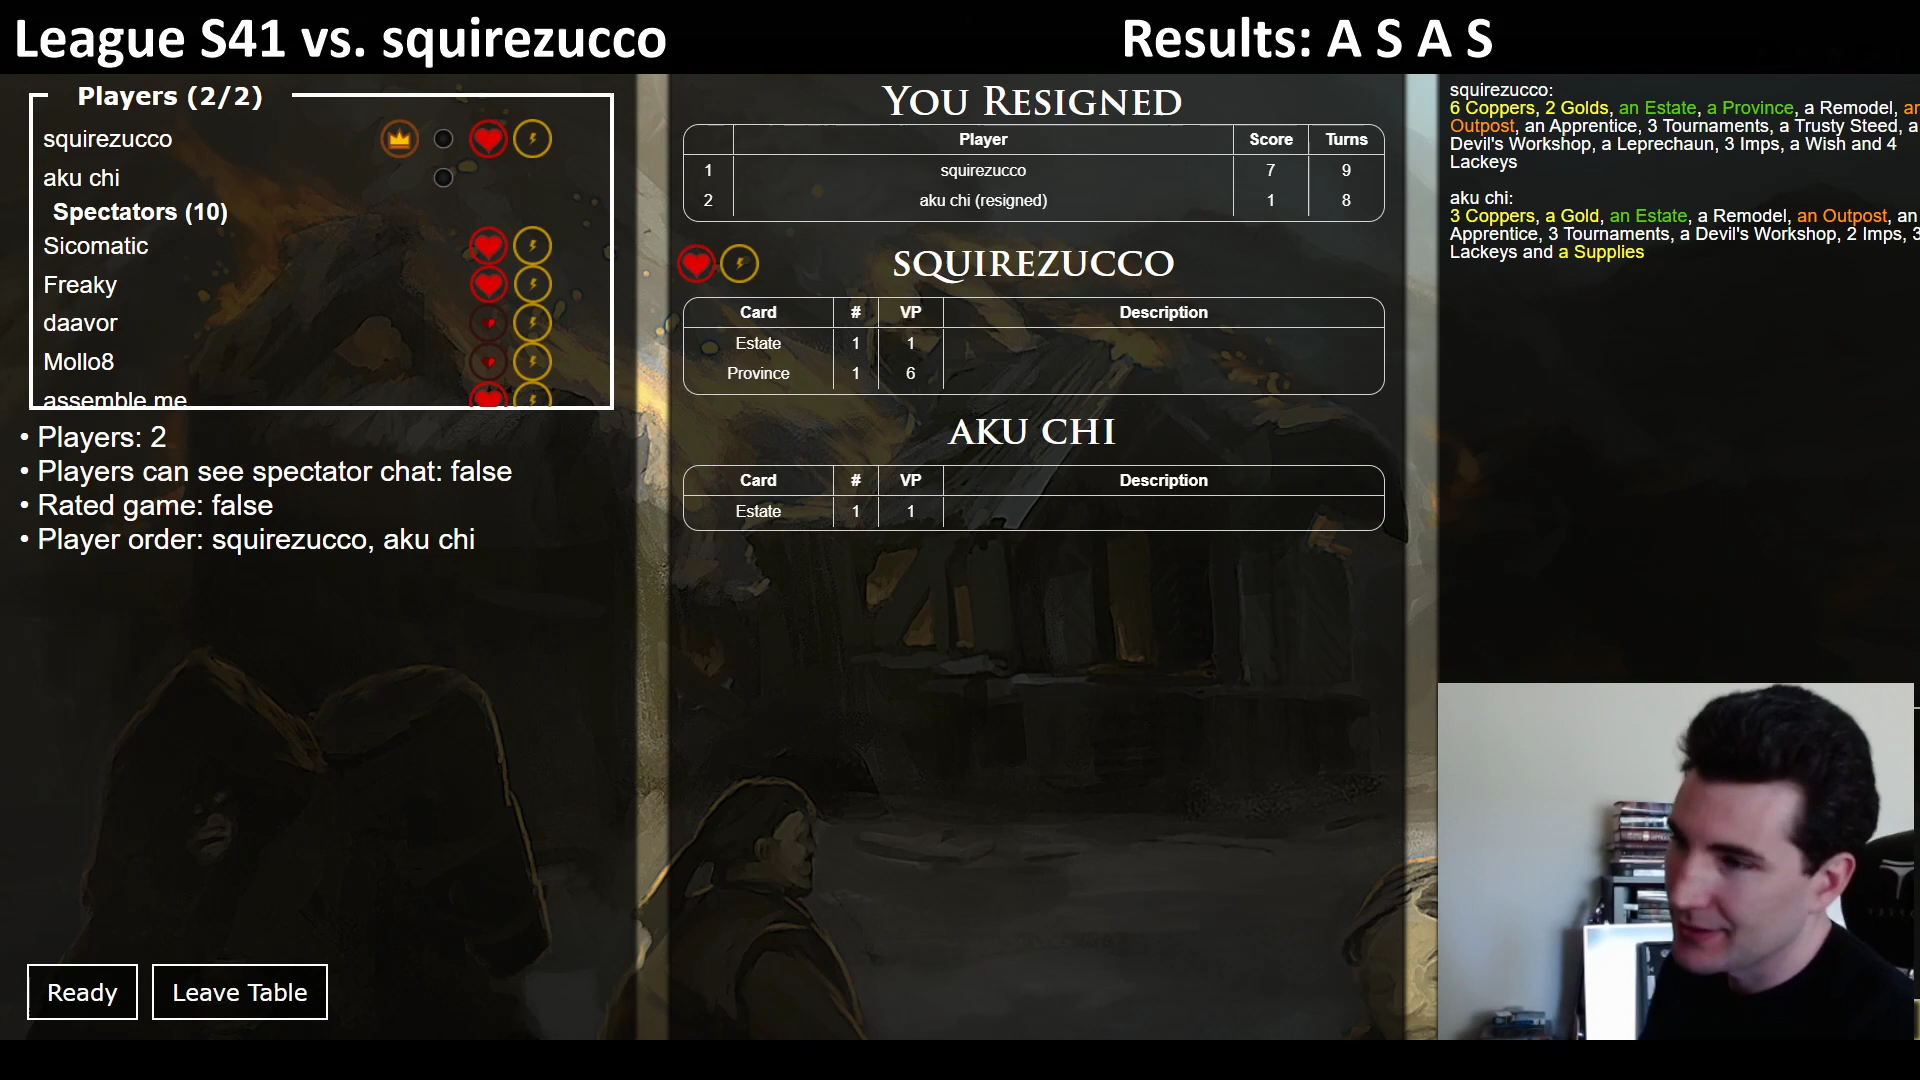 League S41 vs. squirezucco
Results: A S A S
Players (2/2)
squirezucco
aku chi
Spectators (10)
Sicomatic
Freaky
daavor
Mollo8
assemble me
• Players: 2
• Players can see spectator chat: false
• Rated game: false
• Player order: squirezucco, aku chi
Ready
Leave Table
YOU RESIGNED
Player Score Turns
1 squirezucco 7 9
2 aku chi (resigned) 1 8
SQUIREZUCCO
Card # VP Description
Estate 1 1
Province 1 6
AKU CHI
Card # VP Description
Estate 1 1
squirezucco:
6 Coppers, 2 Golds, an Estate, a Province, a Remodel, an
Outpost, an Apprentice, 3 Tournaments, a Trusty Steed, a
Devil's Workshop, a Leprechaun, 3 Imps, a Wish and 4
Lackeys
aku chi:
3 Coppers, a Gold, an Estate, a Remodel, an Outpost, an
Apprentice, 3 Tournaments, a Devil's Workshop, 2 Imps, 3
Lackeys and a Supplies